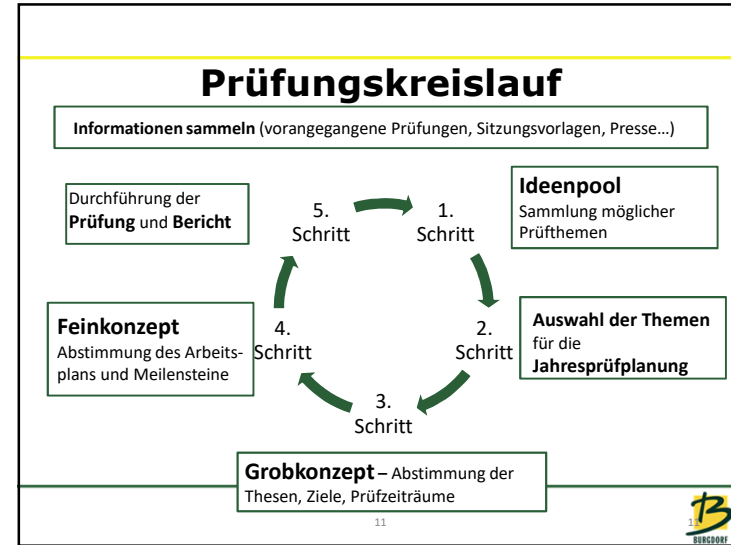 Prüfungskreislauf
Informationen sammeln (vorangegangene Prüfungen, Sitzungsvorlagen, Presse…)
Ideenpool
Sammlung möglicher
Prüfthemen
1.
Schritt
2.
Schritt
Auswahl der Themen
für die
Jahresprüfplanung
3.
Schritt
Grobkonzept – Abstimmung der
Thesen, Ziele, Prüfzeiträume
4.
Schritt
Feinkonzept
Abstimmung des Arbeits-
plans und Meilensteine
5.
Schritt
Durchführung der
Prüfung und Bericht
11
11
B
BURGDORF